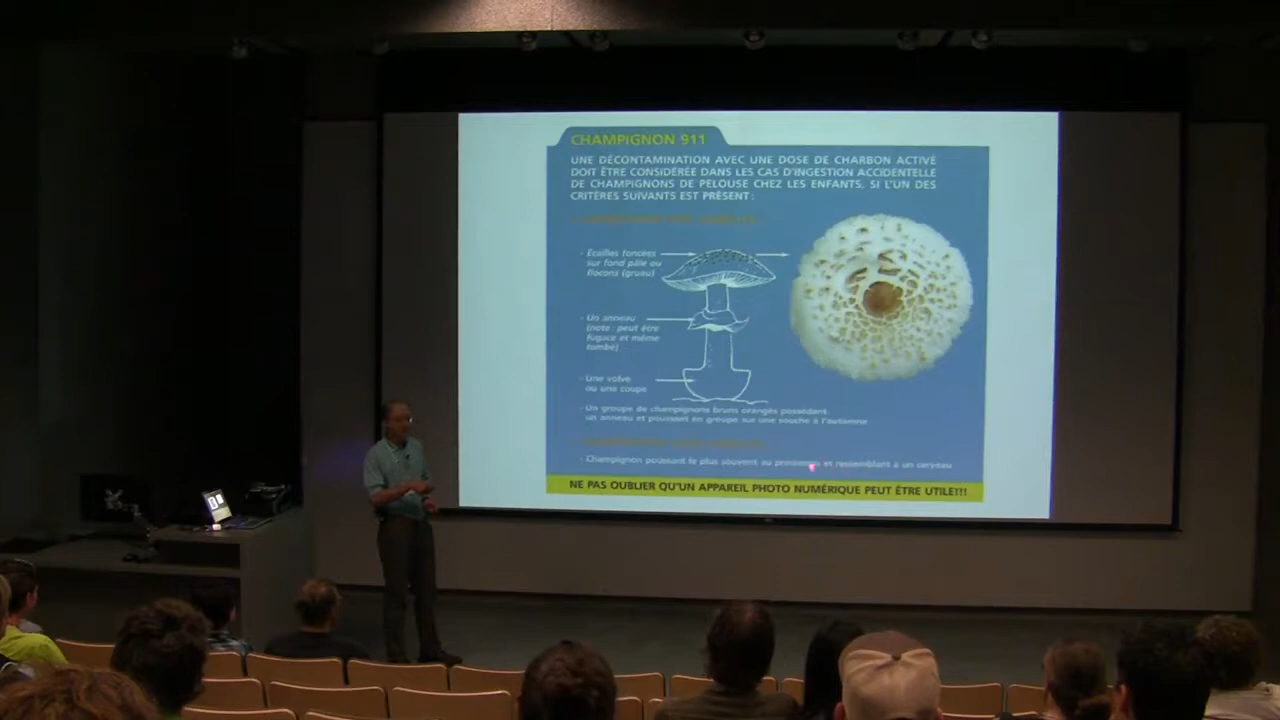 CHAMPIGNON 911
UNE DÉCONTAMINATION AVEC UNE DOSE DE CHARBON ACTIVÉ
DOIT ÊTRE CONSIDÉRÉE DANS LES CAS D'INGESTION ACCIDENTELLE
DE CHAMPIGNONS DE PELOUSE CHEZ LES ENFANTS, SI L'UN DES
CRITÈRES SUIVANTS EST PRÉSENT :
- Écailles foncées
sur fond pâle ou
flocons (gruau)
- Un anneau
(note : peut être
fugace et même
tombé)
- Une volve
ou une coupe
- Un groupe de champignons bruns orangés possédant
un anneau et poussant en groupe sur une souche à l'automne
- Champignon poussant le plus souvent au printemps et ressemblant à un cerveau
NE PAS OUBLIER QU'UN APPAREIL PHOTO NUMÉRIQUE PEUT ÊTRE UTILE!!!